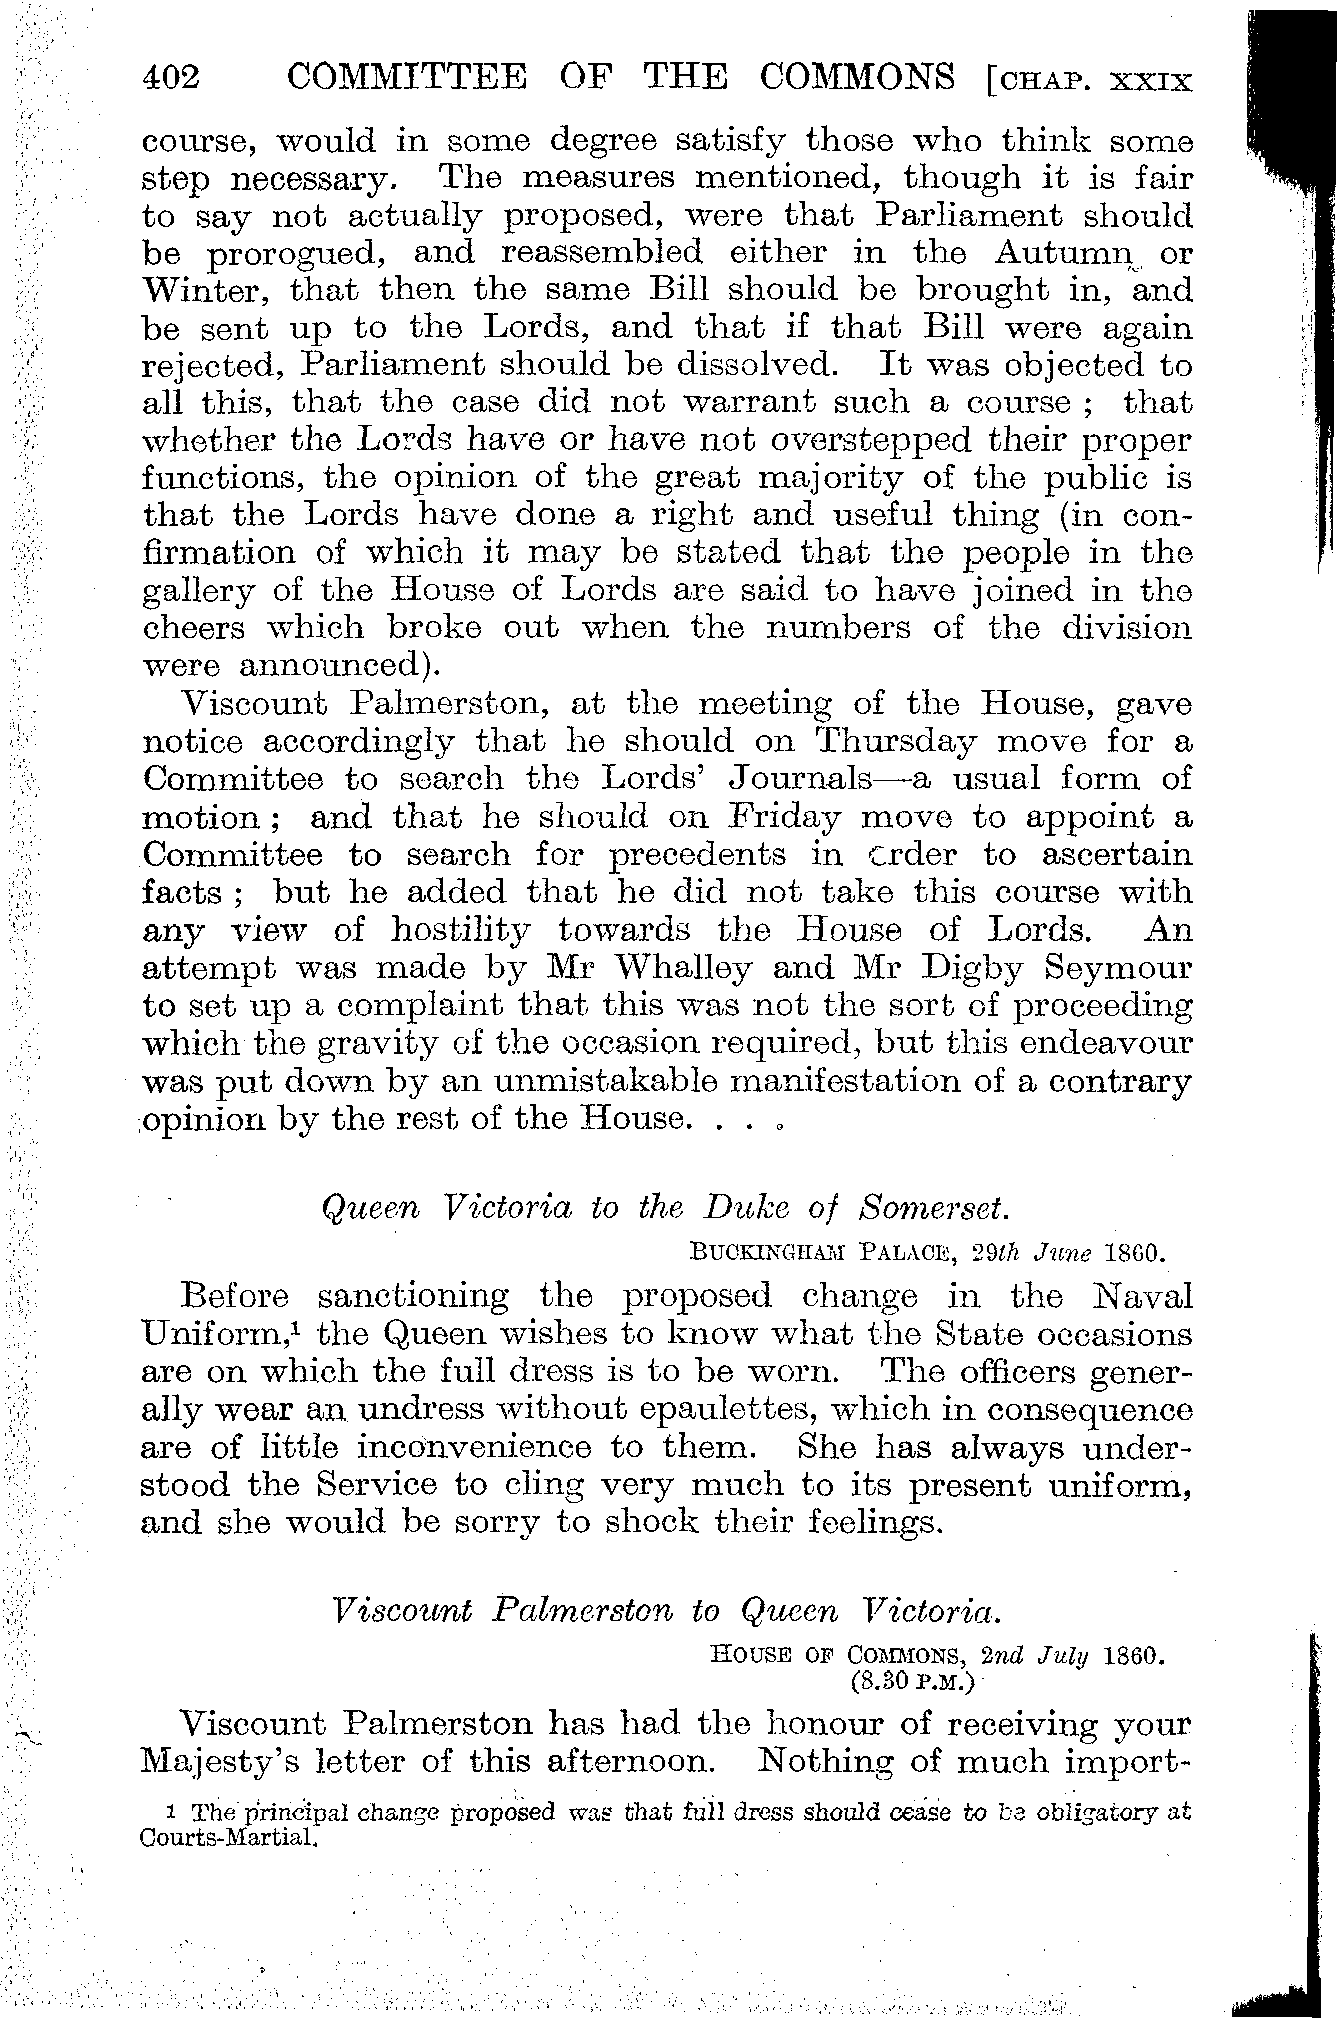 402 COMMITTEE OF THE COMMONS [CHAP. XXIX
course, would in some degree satisfy those who think some
step necessary. The measures mentioned, though it is fair
to say not actually proposed, were that Parliament should
be prorogued, and reassembled either in the Autumn or
Winter, that then the same Bill should be brought in, and
be sent up to the Lords, and that if that Bill were again
rejected, Parliament should be dissolved. It was objected to
all this, that the case did not warrant such a course ; that
whether the Lords have or have not overstepped their proper
functions, the opinion of the great majority of the public is
that the Lords have done a right and useful thing (in con-
firmation of which it may be stated that the people in the
gallery of the House of Lords are said to have joined in the
cheers which broke out when the numbers of the division
were announced).
Viscount Palmerston, at the meeting of the House, gave
notice accordingly that he should on Thursday move for a
Committee to search the Lords' Journals—a usual form of
motion ; and that he should on Friday move to appoint a
Committee to search for precedents in order to ascertain
facts ; but he added that he did not take this course with
any view of hostility towards the House of Lords. An
attempt was made by Mr Whalley and Mr Digby Seymour
to set up a complaint that this was not the sort of proceeding
which the gravity of the occasion required, but this endeavour
was put down by an unmistakable manifestation of a contrary
opinion by the rest of the House. . . .
Queen Victoria to the Duke of Somerset.
BUCKINGHAM PALACE, 29th June 1860.
Before sanctioning the proposed change in the Naval
Uniform,¹ the Queen wishes to know what the State occasions
are on which the full dress is to be worn. The officers gener-
ally wear an undress without epaulettes, which in consequence
are of little inconvenience to them. She has always under-
stood the Service to cling very much to its present uniform,
and she would be sorry to shock their feelings.
Viscount Palmerston to Queen Victoria.
HOUSE OF COMMONS, 2nd July 1860.
(8.30 P.M.)
Viscount Palmerston has had the honour of receiving your
Majesty's letter of this afternoon. Nothing of much import-
1 The principal change proposed was that full dress should cease to be obligatory at
Courts-Martial.